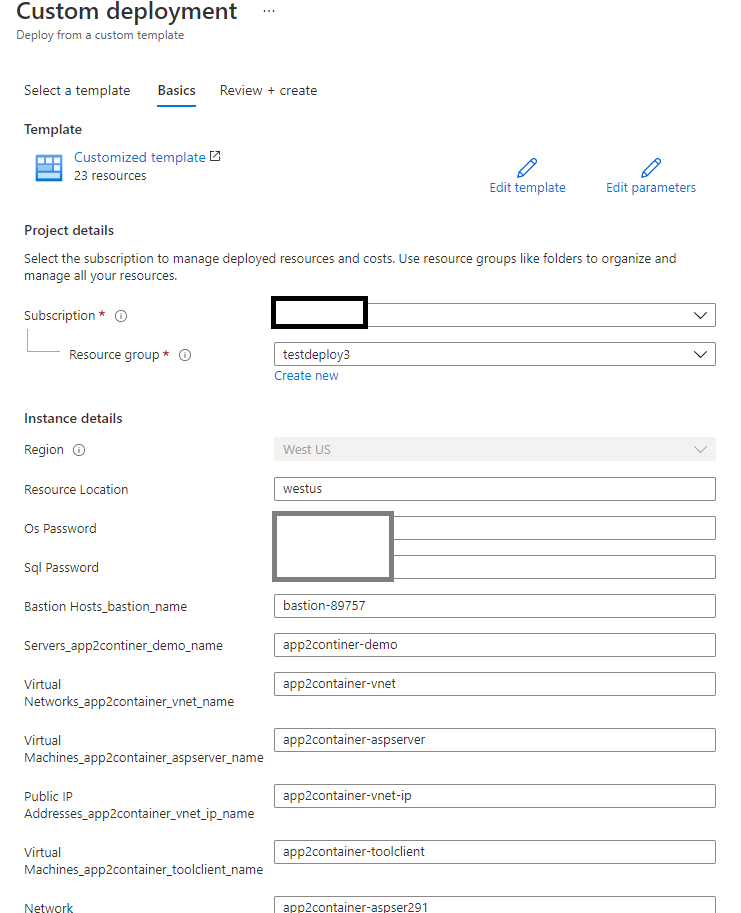 Custom deployment ...
Deploy from a custom template
Select a template Basics Review + create
Template
Customized template
23 resources
Edit template Edit parameters
Project details
Select the subscription to manage deployed resources and costs. Use resource groups like folders to organize and
manage all your resources.
Subscription *
Resource group * testdeploy3
Create new
Instance details
Region West US
Resource Location westus
Os Password
Sql Password
Bastion Hosts_bastion_name bastion-89757
Servers_app2continer_demo_name app2continer-demo
Virtual
Networks_app2container_vnet_name app2container-vnet
Virtual
Machines_app2container_aspserver_name app2container-aspserver
Public IP
Addresses_app2container_vnet_ip_name app2container-vnet-ip
Virtual
Machines_app2container_toolclient_name app2container-toolclient
Network app2container-aspser291